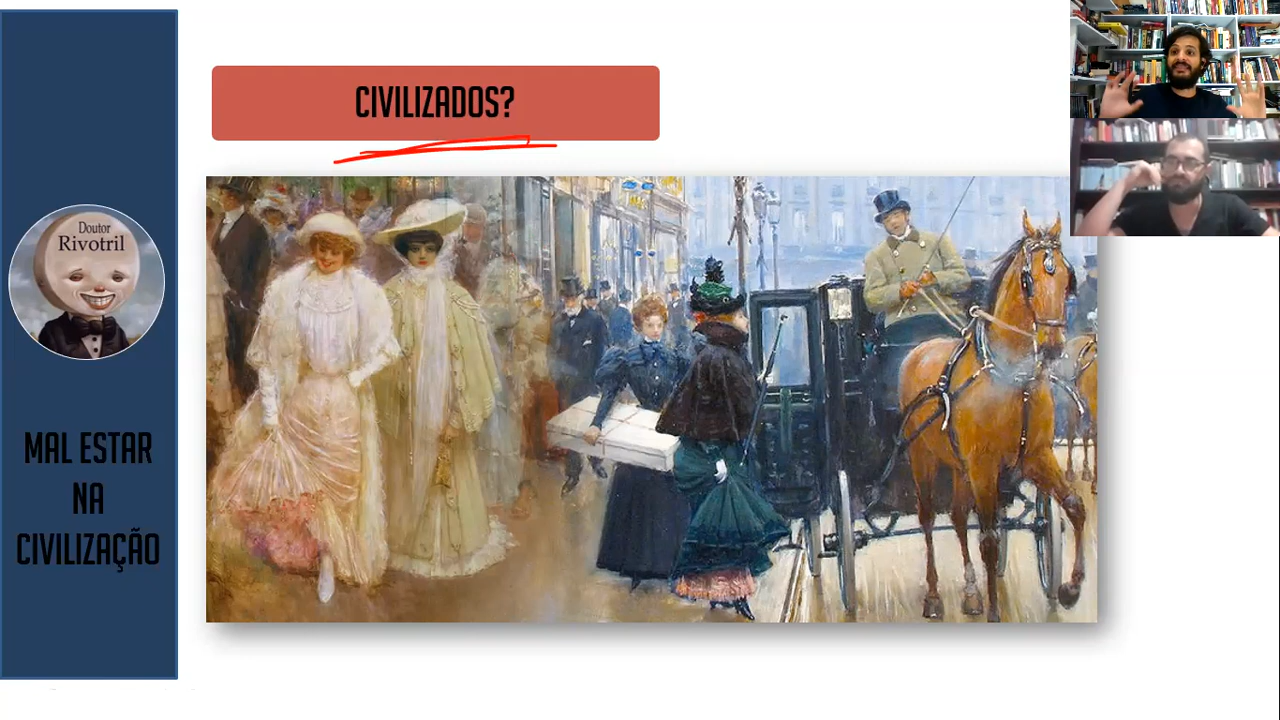 CIVILIZADOS?
Doutor
Rivotril
MAL ESTAR
NA
CIVILIZAÇÃO